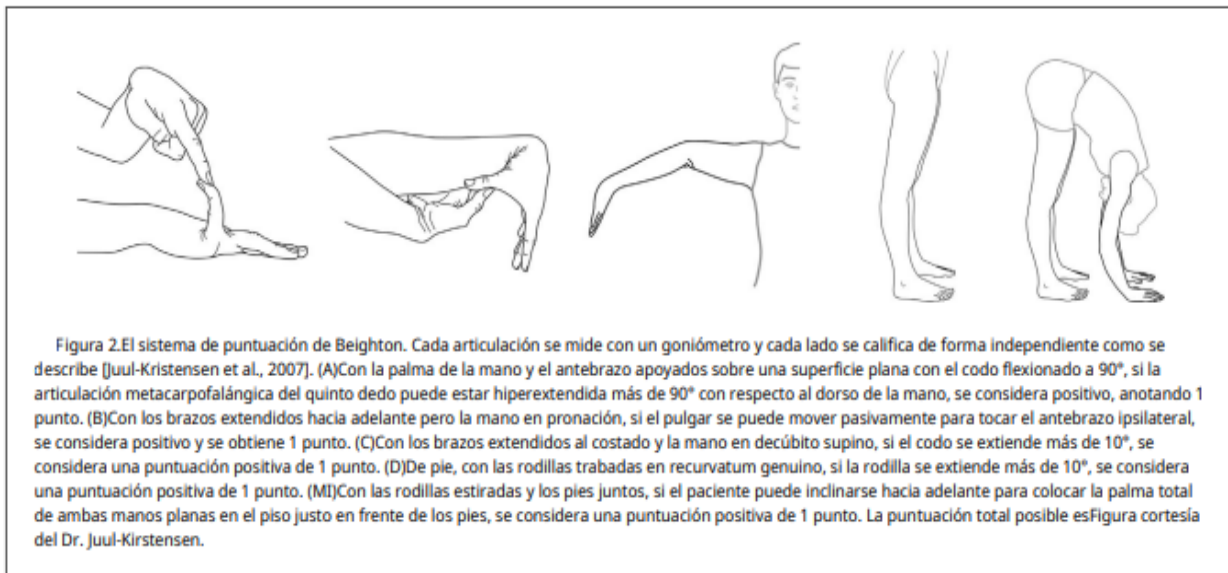 Figura 2.El sistema de puntuación de Beighton. Cada articulación se mide con un goniómetro y cada lado se califica de forma independiente como se
describe [Juul-Kristensen et al., 2007]. (A)Con la palma de la mano y el antebrazo apoyados sobre una superficie plana con el codo flexionado a 90°, si la
articulación metacarpofalángica del quinto dedo puede estar hiperextendida más de 90° con respecto al dorso de la mano, se considera positivo, anotando 1
punto. (B)Con los brazos extendidos hacia adelante pero la mano en pronación, si el pulgar se puede mover pasivamente para tocar el antebrazo ipsilateral,
se considera positivo y se obtiene 1 punto. (C)Con los brazos extendidos al costado y la mano en decúbito supino, si el codo se extiende más de 10°, se
considera una puntuación positiva de 1 punto. (D)De pie, con las rodillas trabadas en recurvatum genuino, si la rodilla se extiende más de 10°, se considera
una puntuación positiva de 1 punto. (MI)Con las rodillas estiradas y los pies juntos, si el paciente puede inclinarse hacia adelante para colocar la palma total
de ambas manos planas en el piso justo en frente de los pies, se considera una puntuación positiva de 1 punto. La puntuación total posible esFigura cortesía
del Dr. Juul-Kirstensen.